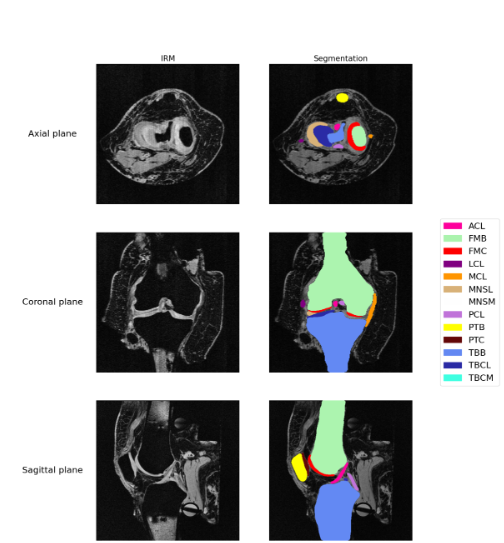 IRM
Segmentation
Axial plane
Coronal plane
Sagittal plane
ACL
FMB
FMC
LCL
MCL
MNSL
MNSM
PCL
PTB
PTC
TBB
TBCL
TBCM